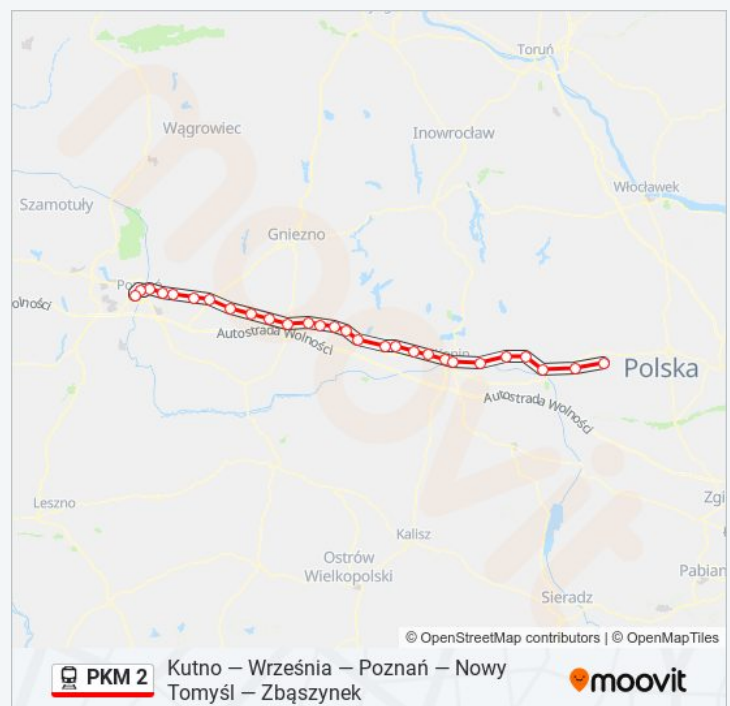 Toruń
Wągrowiec
Inowrocław
Włocławek
Szamotuły
Gniezno
olności
Autostrada Wolności
Polska
Autostrada Wolności
Leszno
Zgi
Kalisz
Ostrów
Wielkopolski
Pabian
Sieradz
moovit
© OpenStreetMap contributors | © OpenMapTiles
PKM 2
Kutno — Września — Poznań — Nowy
Tomyśl — Zbąszynek
moovit